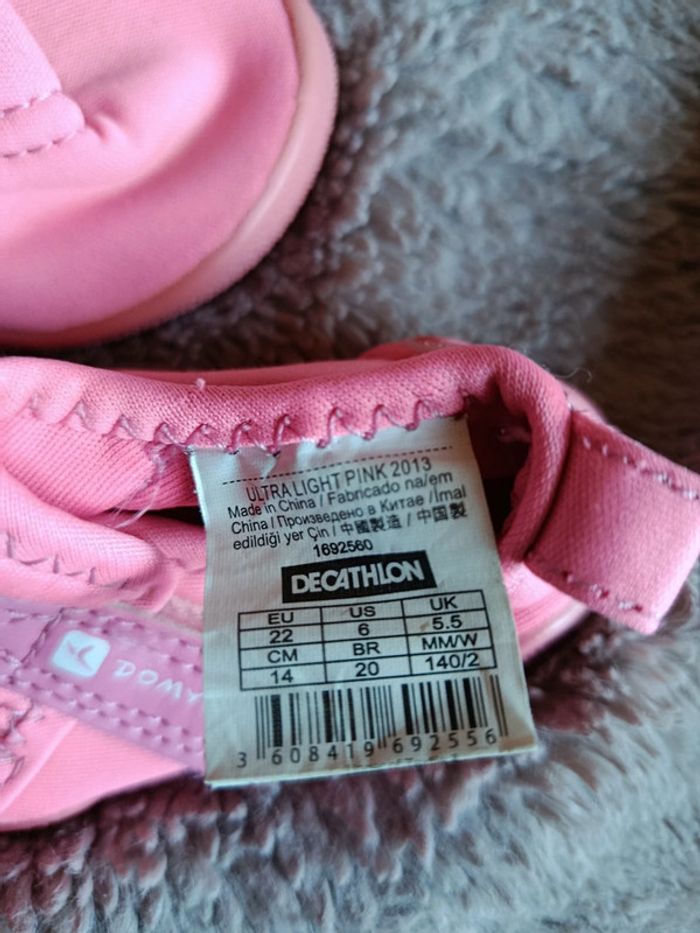 ULTRA LIGHT PINK 2013
Made in China / Fabricado na/em
China / Произведено в Китае /İmal
edildiği yer Çin / 中國製造 / 中国製
1692560
DECATHLON
EU US UK
22 6 5.5
CM BR MM/W
14 20 140/2
3 608419 692556